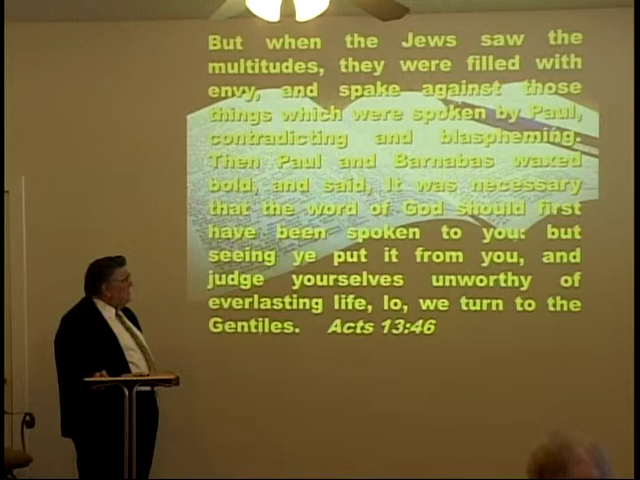 But when the Jews saw the
multitudes, they were filled with
envy, and spake against those
things which were spoken by Paul,
contradicting and blaspheming.
Then Paul and Barnabas waxed
bold, and said, It was necessary
that the word of God should first
have been spoken to you: but
seeing ye put it from you, and
judge yourselves unworthy of
everlasting life, lo, we turn to the
Gentiles. Acts 13:46